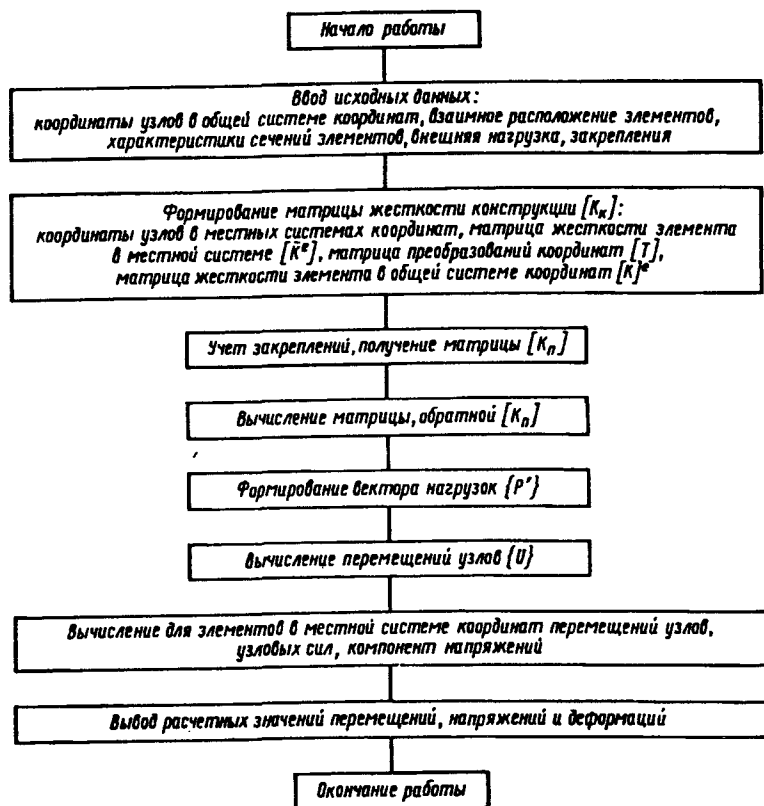 Начало работы
Ввод исходных данных:
координаты узлов в общей системе координат, взаимное расположение элементов,
характеристики сечений элементов, внешняя нагрузка, закрепления
Формирование матрицы жесткости конструкции [Kк]:
координаты узлов в местных системах координат, матрица жесткости элемента
в местной системе [K̄ᵉ], матрица преобразований координат [T],
матрица жесткости элемента в общей системе координат [K]ᵉ
Учет закреплений, получение матрицы [Kп]
Вычисление матрицы, обратной [Kп]
Формирование вектора нагрузок {P'}
Вычисление перемещений узлов {U}
Вычисление для элементов в местной системе координат перемещений узлов,
узловых сил, компонент напряжений
Вывод расчетных значений перемещений, напряжений и деформаций
Окончание работы